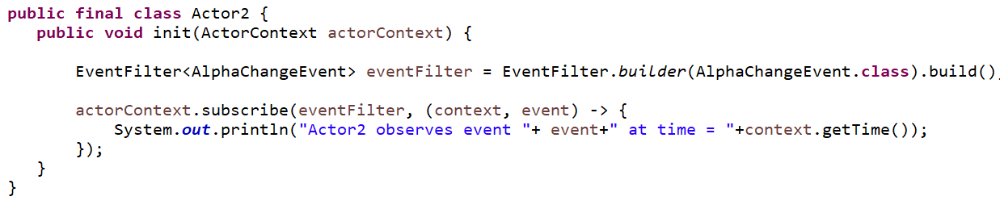 public final class Actor2 {
public void init(ActorContext actorContext) {
EventFilter<AlphaChangeEvent> eventFilter = EventFilter.builder(AlphaChangeEvent.class).build();
actorContext.subscribe(eventFilter, (context, event) -> {
System.out.println("Actor2 observes event "+ event+" at time = "+context.getTime());
});
}
}